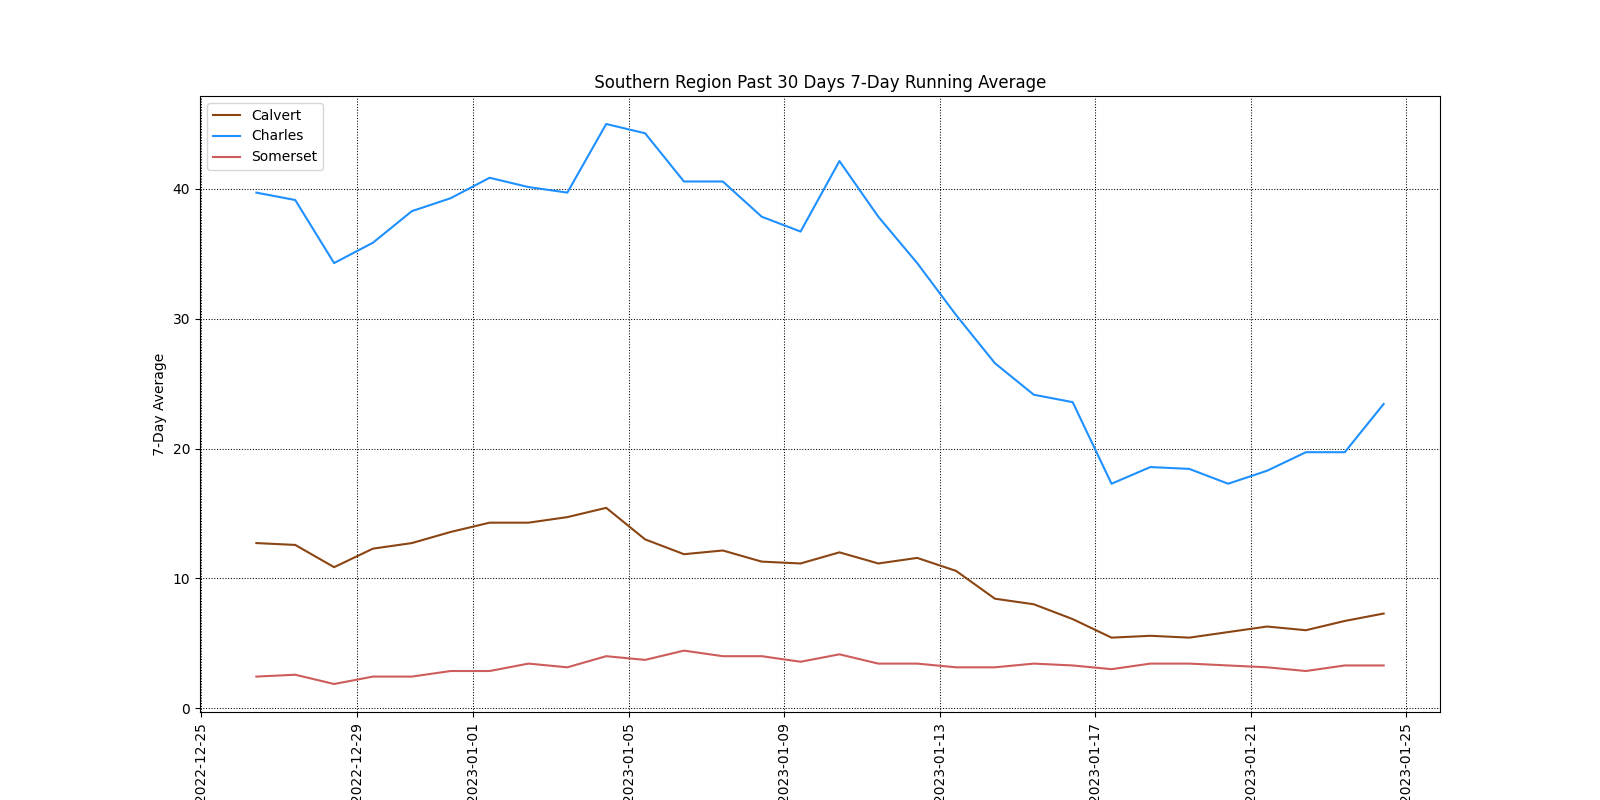 Southern Region Past 30 Days 7-Day Running Average
Calvert
Charles
Somerset
7-Day Average
40
30
20
10
0
2022-12-25
2022-12-29
2023-01-01
2023-01-05
2023-01-09
2023-01-13
2023-01-17
2023-01-21
2023-01-25